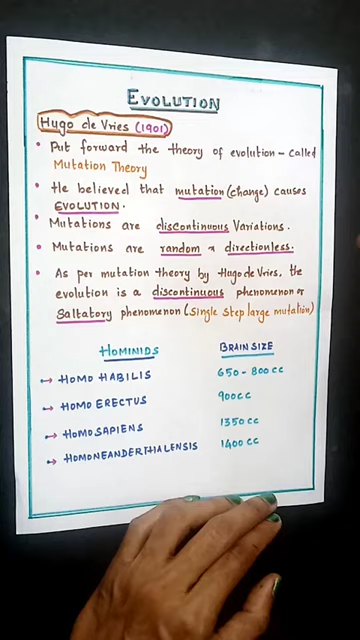 EVOLUTION
Hugo de Vries (1901)
• Put forward the theory of evolution – called
Mutation Theory
• He believed that mutation (change) causes
EVOLUTION.
• Mutations are discontinuous Variations.
• Mutations are random & directionless.
• As per mutation theory by Hugo de Vries, the
evolution is a discontinuous phenomenon or
Saltatory phenomenon (Single step large mutation)
HOMINIDS BRAIN SIZE
→ HOMO HABILIS 650 - 800 CC
→ HOMO ERECTUS 900CC
→ HOMO SAPIENS 1350 CC
→ HOMO NEANDERTHALENSIS 1400 CC